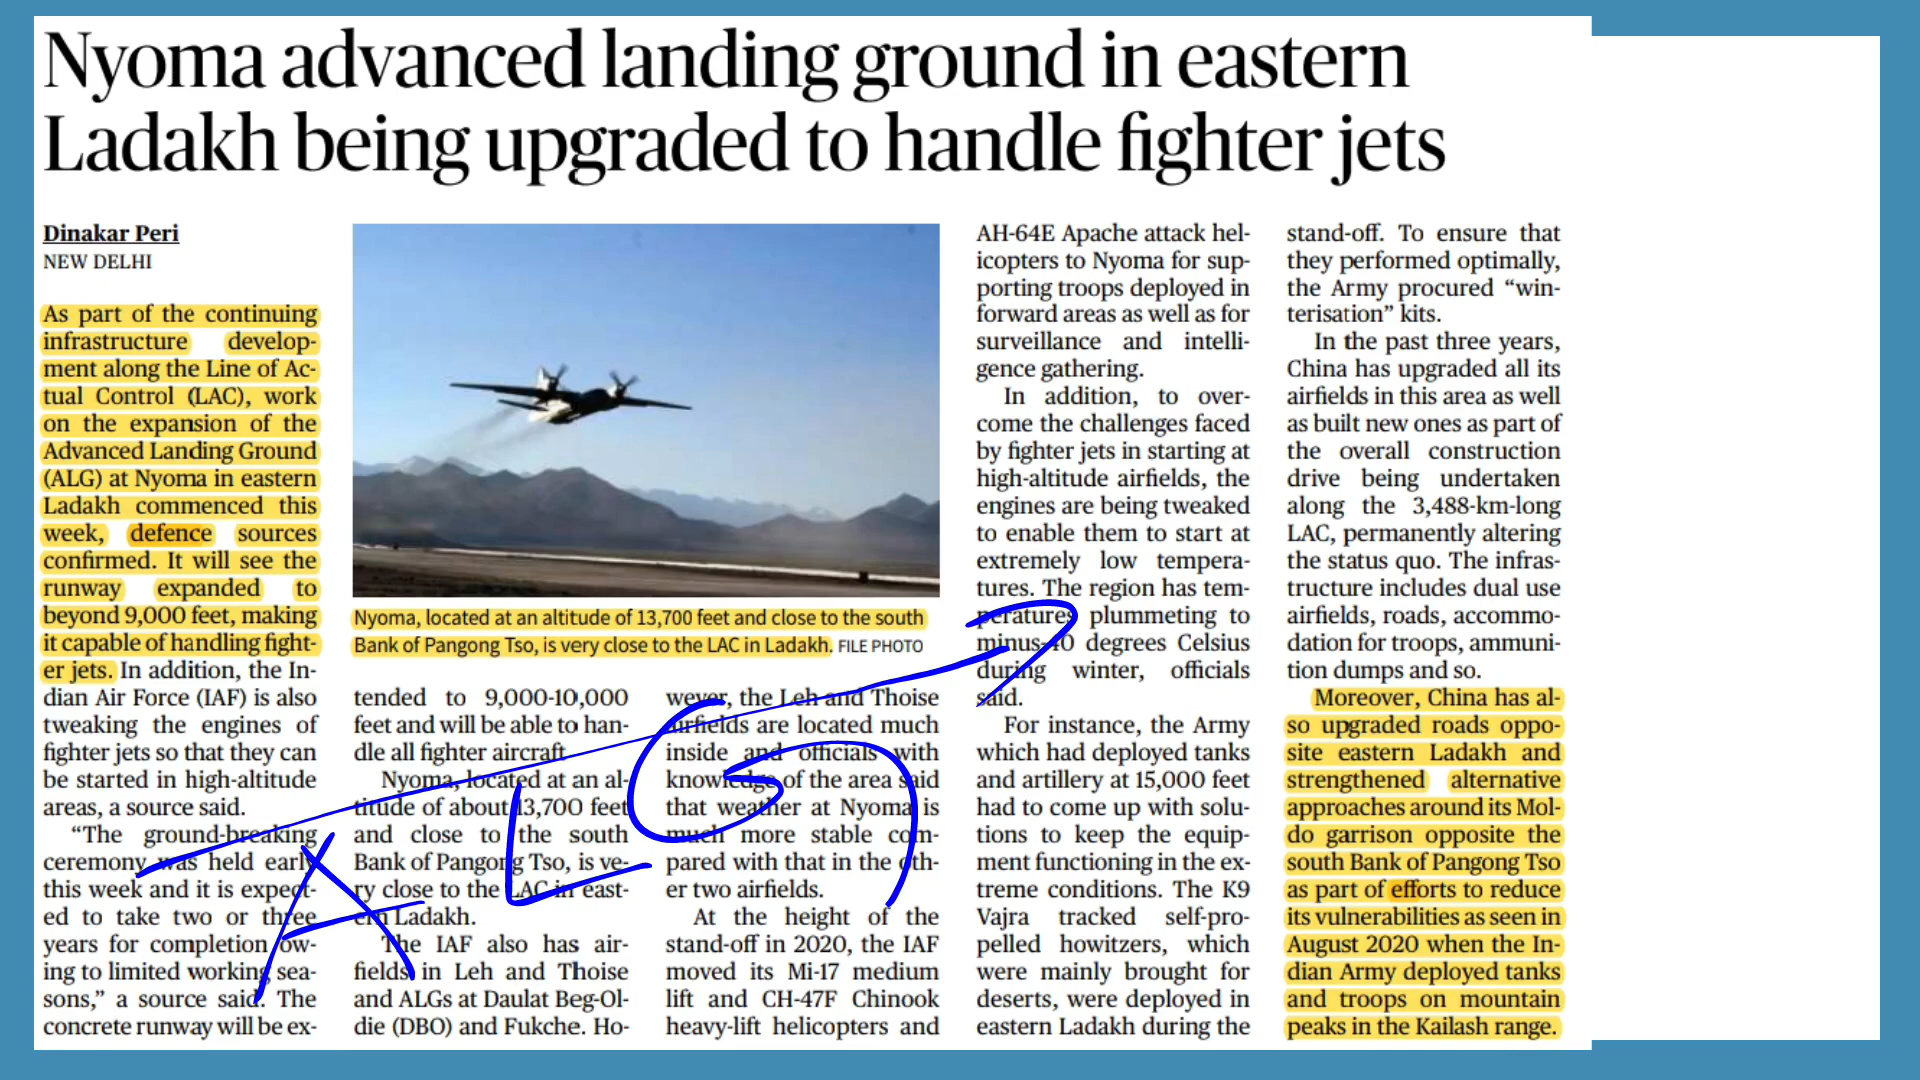 Nyoma advanced landing ground in eastern
Ladakh being upgraded to handle fighter jets
Dinakar Peri
NEW DELHI
As part of the continuing
infrastructure develop-
ment along the Line of Ac-
tual Control (LAC), work
on the expansion of the
Advanced Landing Ground
(ALG) at Nyoma in eastern
Ladakh commenced this
week, defence sources
confirmed. It will see the
runway expanded to
beyond 9,000 feet, making
it capable of handling fight-
er jets. In addition, the In-
dian Air Force (IAF) is also
tweaking the engines of
fighter jets so that they can
be started in high-altitude
areas, a source said.
“The ground-breaking
ceremony was held early
this week and it is expect-
ed to take two or three
years for completion ow-
ing to limited working sea-
sons,” a source said. The
concrete runway will be ex-
Nyoma, located at an altitude of 13,700 feet and close to the south
Bank of Pangong Tso, is very close to the LAC in Ladakh. FILE PHOTO
tended to 9,000-10,000
feet and will be able to han-
dle all fighter aircraft.
Nyoma, located at an al-
titude of about 13,700 feet
and close to the south
Bank of Pangong Tso, is ve-
ry close to the LAC in east-
ern Ladakh.
The IAF also has air-
fields in Leh and Thoise
and ALGs at Daulat Beg-Ol-
die (DBO) and Fukche. Ho-
wever, the Leh and Thoise
airfields are located much
inside and officials with
knowledge of the area said
that weather at Nyoma is
much more stable com-
pared with that in the oth-
er two airfields.
At the height of the
stand-off in 2020, the IAF
moved its Mi-17 medium
lift and CH-47F Chinook
heavy-lift helicopters and
AH-64E Apache attack hel-
icopters to Nyoma for sup-
porting troops deployed in
forward areas as well as for
surveillance and intelli-
gence gathering.
In addition, to over-
come the challenges faced
by fighter jets in starting at
high-altitude airfields, the
engines are being tweaked
to enable them to start at
extremely low tempera-
tures. The region has tem-
peratures plummeting to
minus-40 degrees Celsius
during winter, officials
said.
For instance, the Army
which had deployed tanks
and artillery at 15,000 feet
had to come up with solu-
tions to keep the equip-
ment functioning in the ex-
treme conditions. The K9
Vajra tracked self-pro-
pelled howitzers, which
were mainly brought for
deserts, were deployed in
eastern Ladakh during the
stand-off. To ensure that
they performed optimally,
the Army procured “win-
terisation” kits.
In the past three years,
China has upgraded all its
airfields in this area as well
as built new ones as part of
the overall construction
drive being undertaken
along the 3,488-km-long
LAC, permanently altering
the status quo. The infras-
tructure includes dual use
airfields, roads, accommo-
dation for troops, ammuni-
tion dumps and so.
Moreover, China has al-
so upgraded roads oppo-
site eastern Ladakh and
strengthened alternative
approaches around its Mol-
do garrison opposite the
south Bank of Pangong Tso
as part of efforts to reduce
its vulnerabilities as seen in
August 2020 when the In-
dian Army deployed tanks
and troops on mountain
peaks in the Kailash range.
ALG